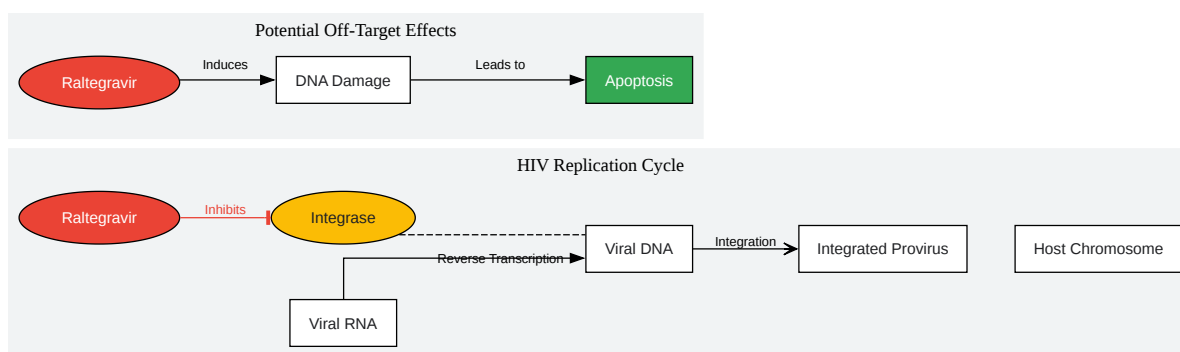 Potential Off-Target Effects
Raltegravir
Induces
DNA Damage
Leads to
Apoptosis
HIV Replication Cycle
Raltegravir
Inhibits
Integrase
Viral DNA
Integration
Integrated Provirus
Host Chromosome
Reverse Transcription
Viral RNA